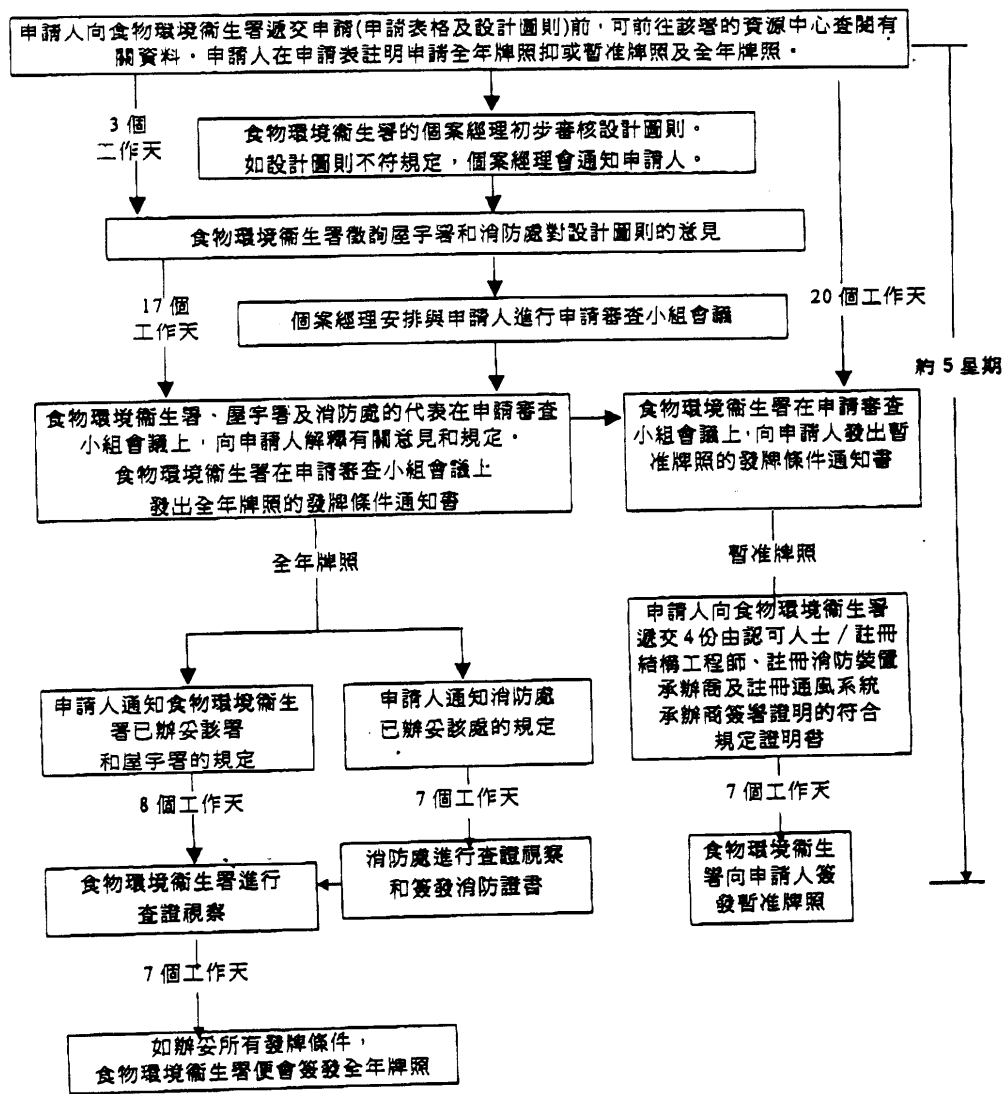 申請人向食物環境衞生署遞交申請(申請表格及設計圖則)前，可前往該署的資源中心查閱有
關資料。申請人在申請表註明申請全年牌照抑或暫准牌照及全年牌照。
3 個
工作天
食物環境衞生署的個案經理初步審核設計圖則。
如設計圖則不符規定，個案經理會通知申請人。
食物環境衞生署徵詢屋宇署和消防處對設計圖則的意見
17 個
工作天
20 個工作天
個案經理安排與申請人進行申請審查小組會議
約 5 星期
食物環境衞生署、屋宇署及消防處的代表在申請審查
小組會議上，向申請人解釋有關意見和規定。
食物環境衞生署在申請審查小組會議上
發出全年牌照的發牌條件通知書
食物環境衞生署在申請審查
小組會議上，向申請人發出暫
准牌照的發牌條件通知書
全年牌照
暫准牌照
申請人向食物環境衞生署
遞交 4 份由認可人士／註冊
結構工程師、註冊消防裝置
承辦商及註冊通風系統
承辦商簽署證明的符合
規定證明書
申請人通知食物環境衞生
署已辦妥該署
和屋宇署的規定
申請人通知消防處
已辦妥該處的規定
8 個工作天
7 個工作天
7 個工作天
消防處進行查證視察
和簽發消防證書
食物環境衞生
署向申請人簽
發暫准牌照
食物環境衞生署進行
查證視察
7 個工作天
如辦妥所有發牌條件，
食物環境衞生署便會簽發全年牌照